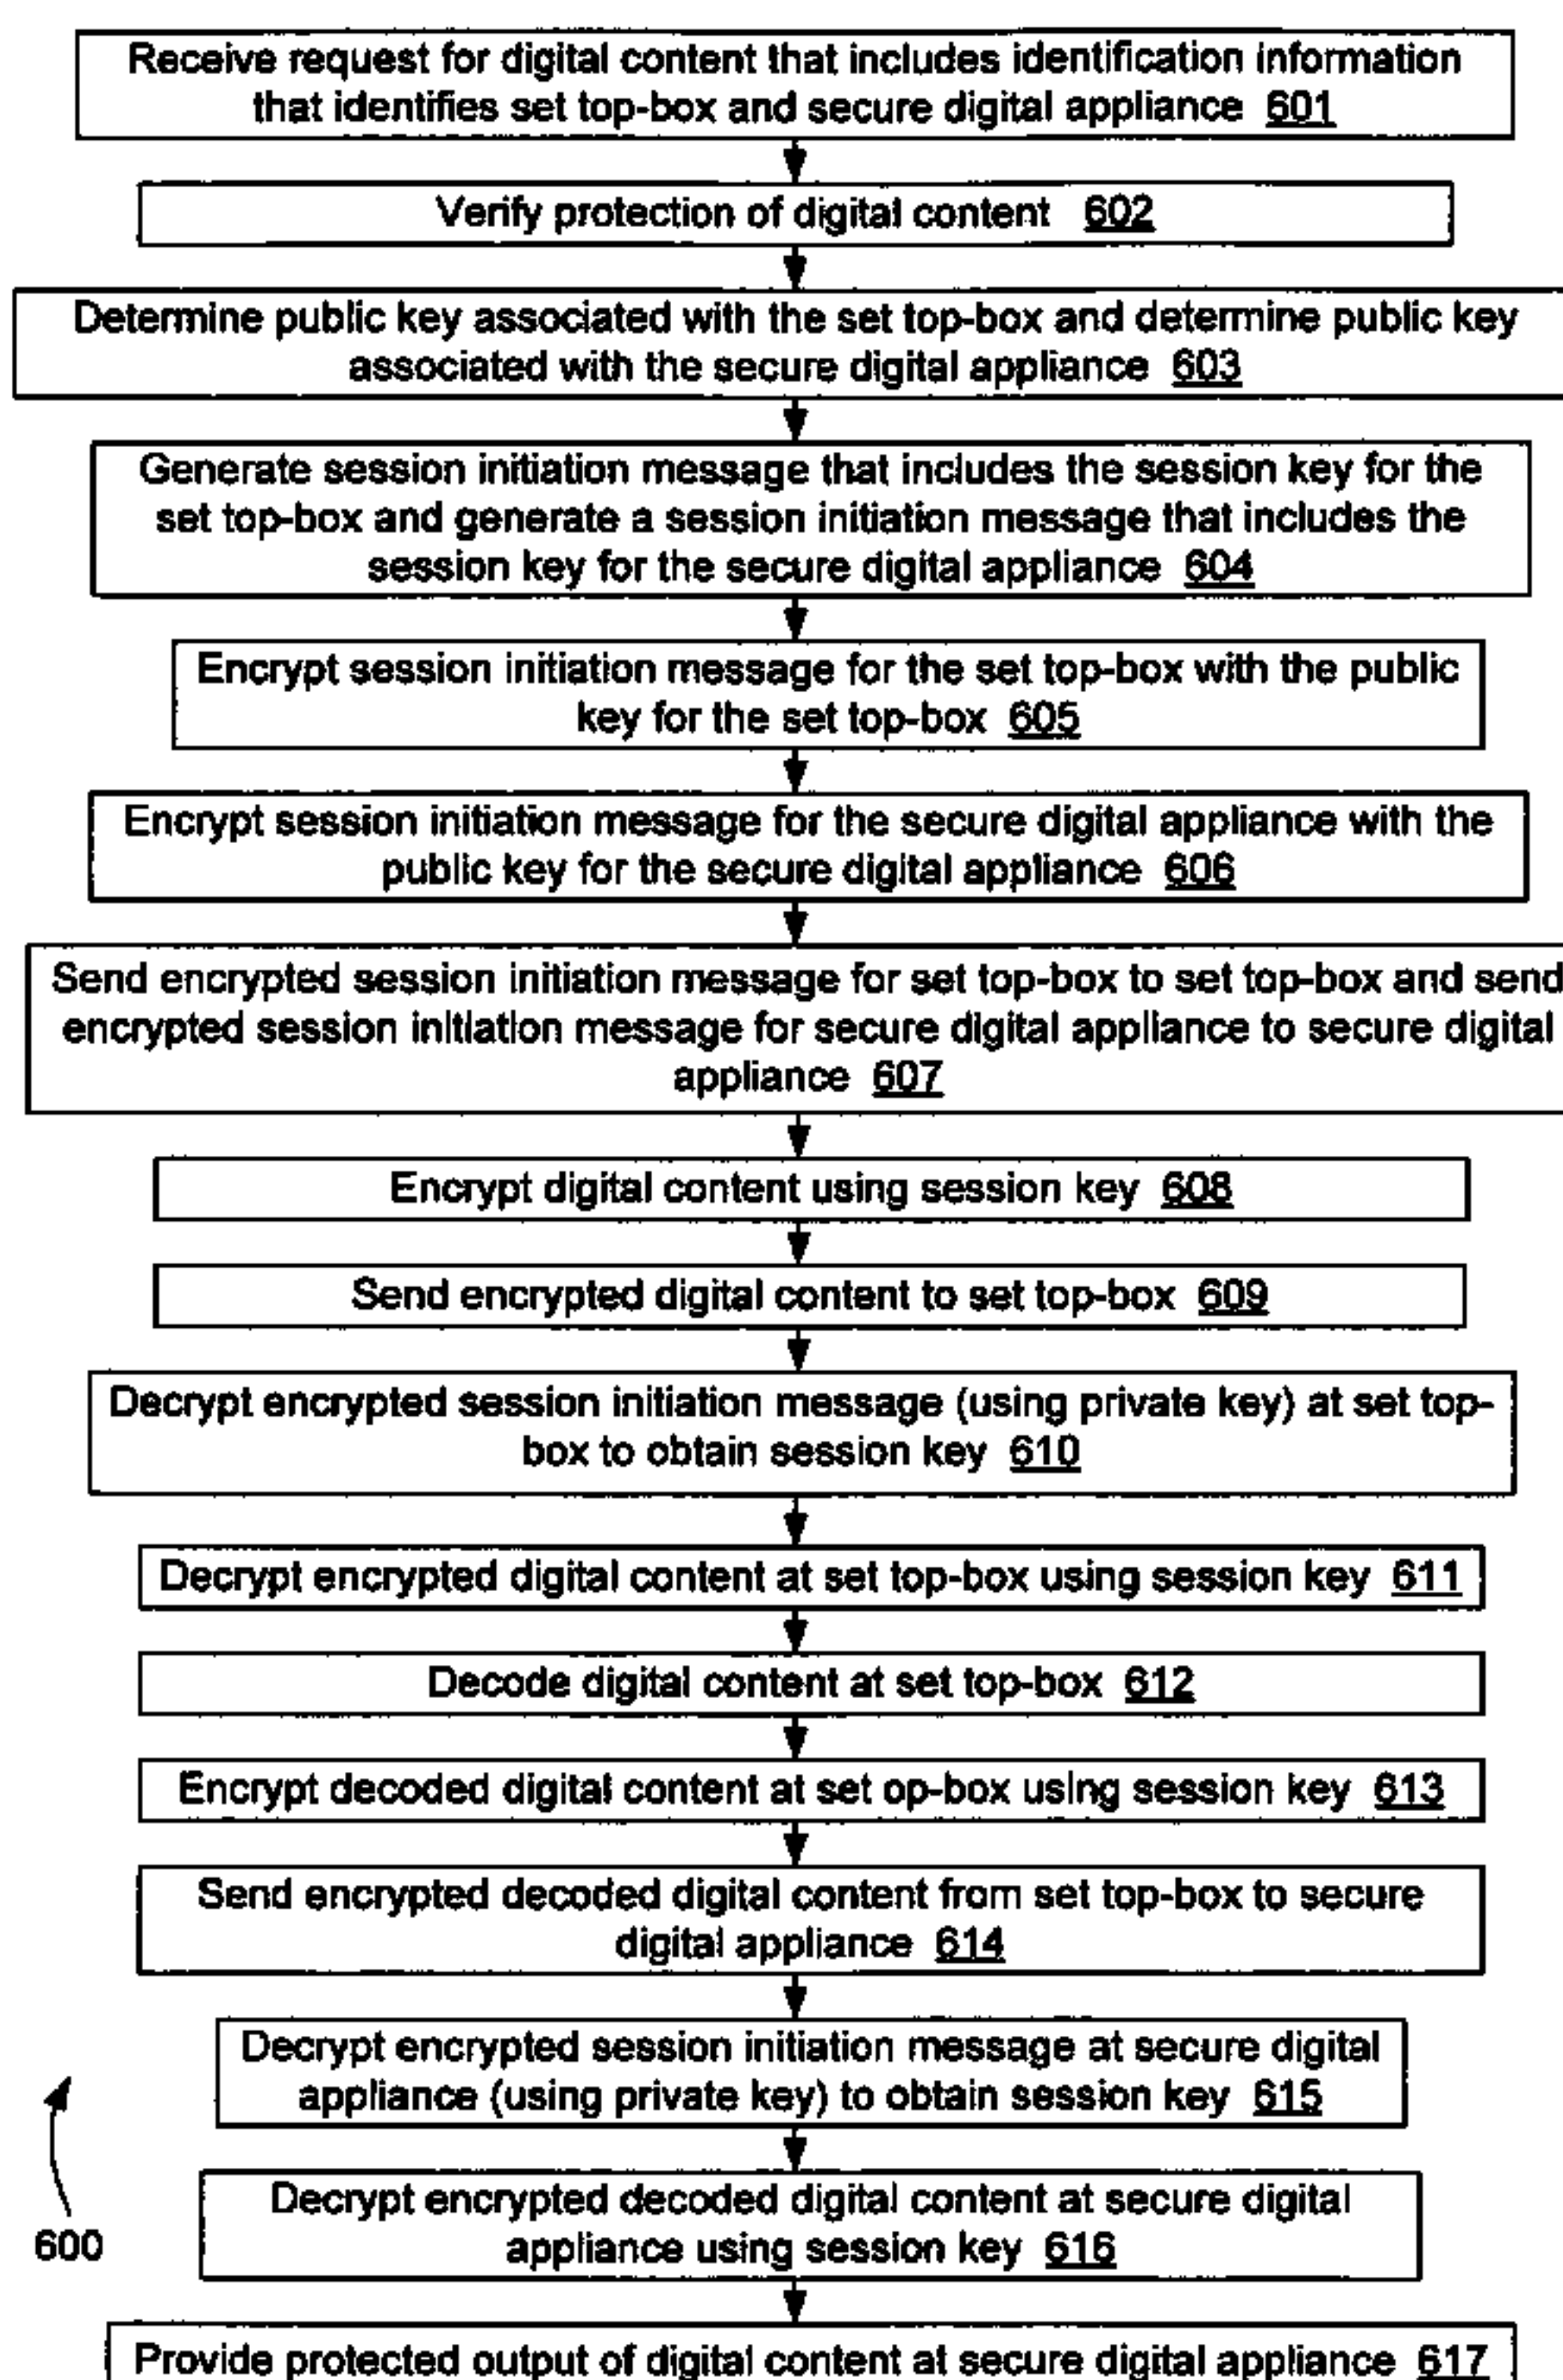 Receive request for digital content that includes identification information
that identifies set top-box and secure digital appliance 601
Verify protection of digital content 602
Determine public key associated with the set top-box and determine public key
associated with the secure digital appliance 603
Generate session initiation message that includes the session key for the
set top-box and generate a session initiation message that includes the
session key for the secure digital appliance 604
Encrypt session initiation message for the set top-box with the public
key for the set top-box 605
Encrypt session initiation message for the secure digital appliance with the
public key for the secure digital appliance 606
Send encrypted session initiation message for set top-box to set top-box and send
encrypted session initiation message for secure digital appliance to secure digital
appliance 607
Encrypt digital content using session key 608
Send encrypted digital content to set top-box 609
Decrypt encrypted session initiation message (using private key) at set top-
box to obtain session key 610
Decrypt encrypted digital content at set top-box using session key 611
Decode digital content at set top-box 612
Encrypt decoded digital content at set op-box using session key 613
Send encrypted decoded digital content from set top-box to secure
digital appliance 614
Decrypt encrypted session initiation message at secure digital
appliance (using private key) to obtain session key 615
Decrypt encrypted decoded digital content at secure digital
appliance using session key 616
600
Provide protected output of digital content at secure digital appliance 617